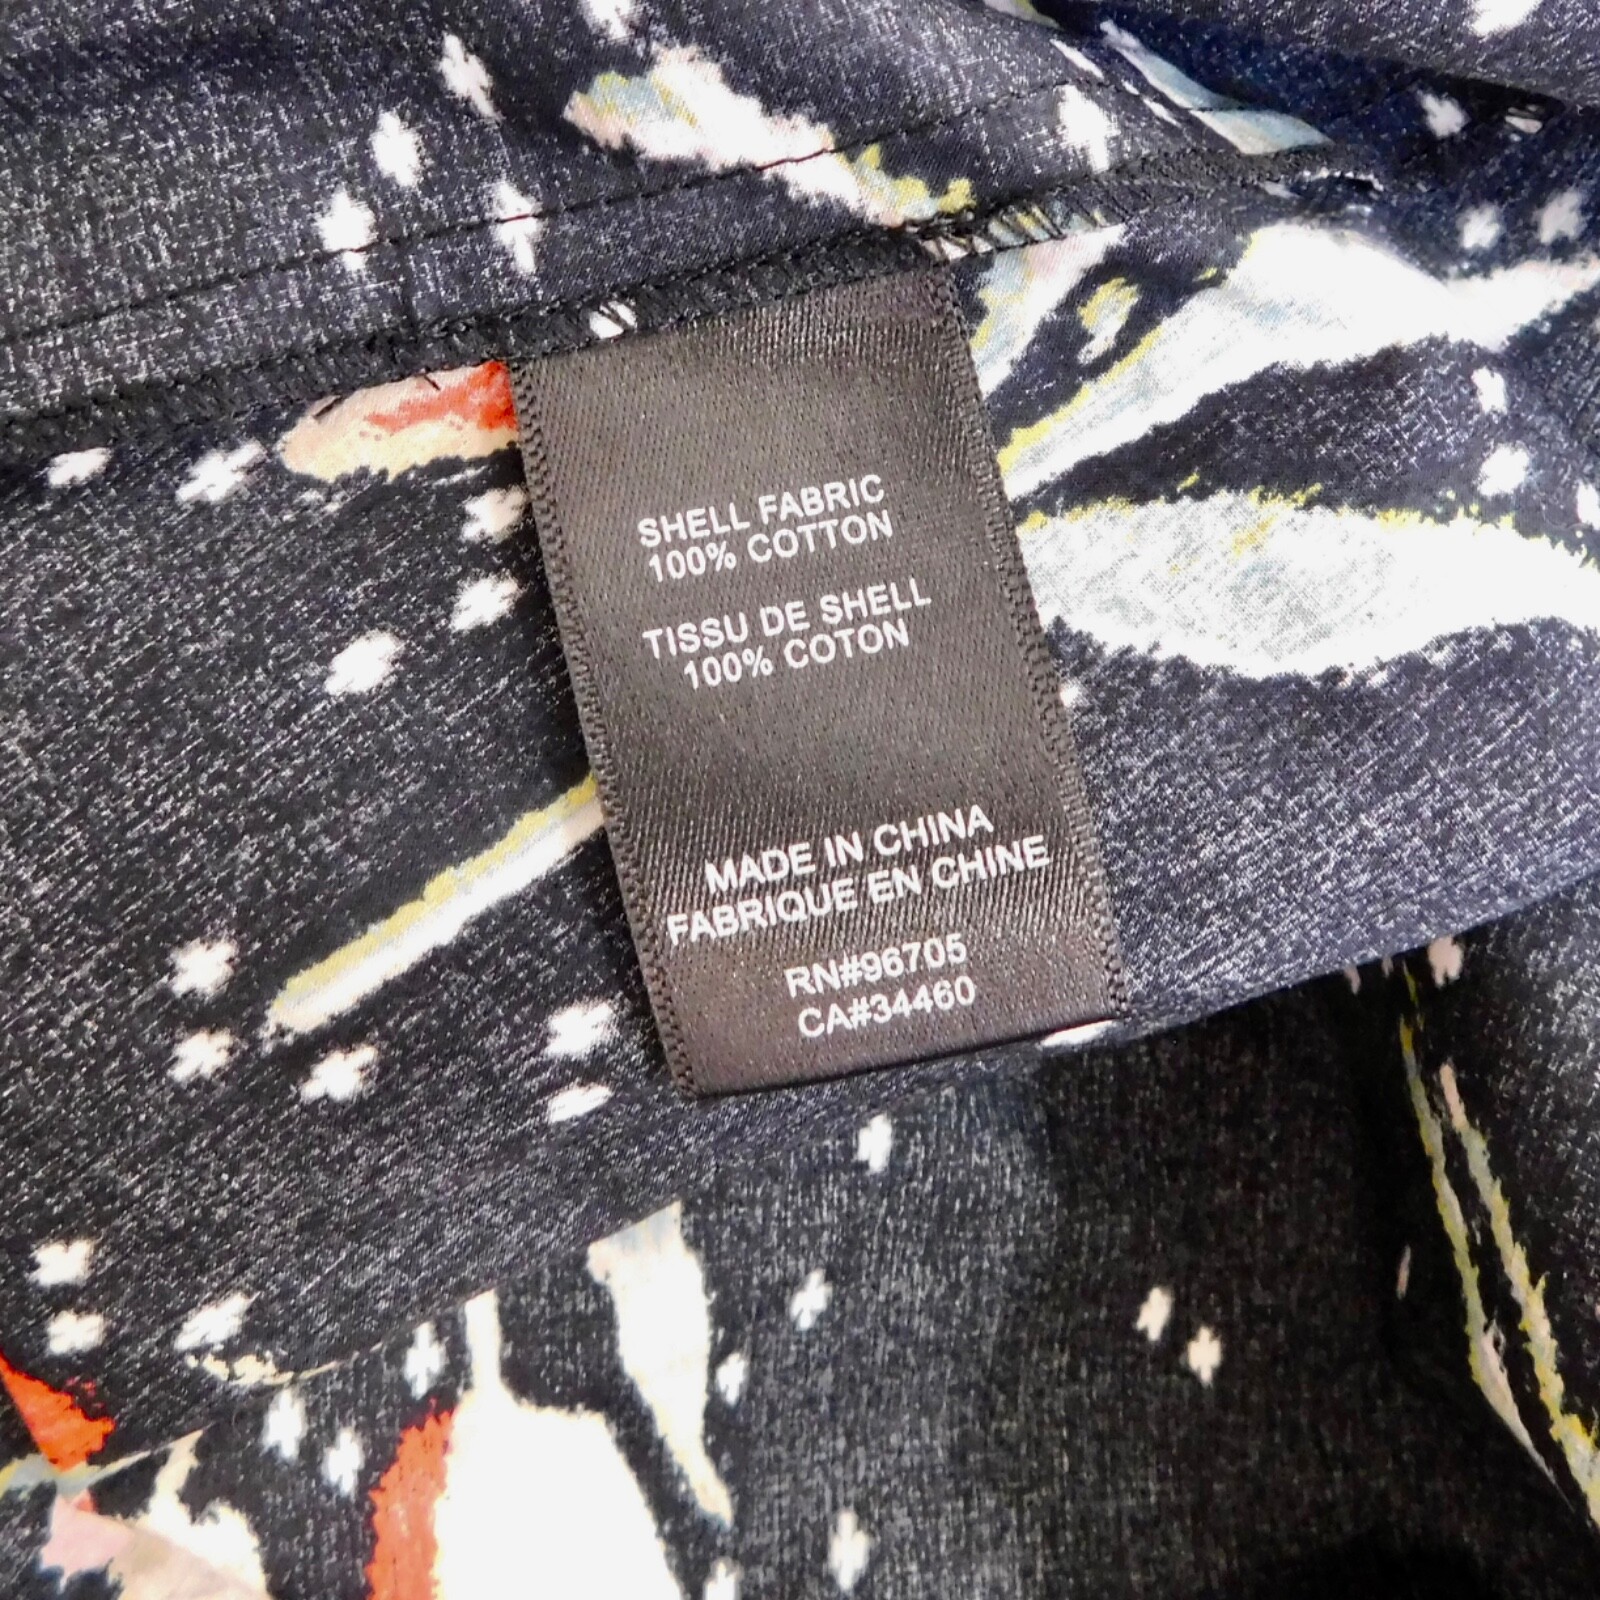 SHELL FABRIC
100% COTTON
TISSU DE SHELL
100% COTON
MADE IN CHINA
FABRIQUE EN CHINE
RN#96705
CA#34460